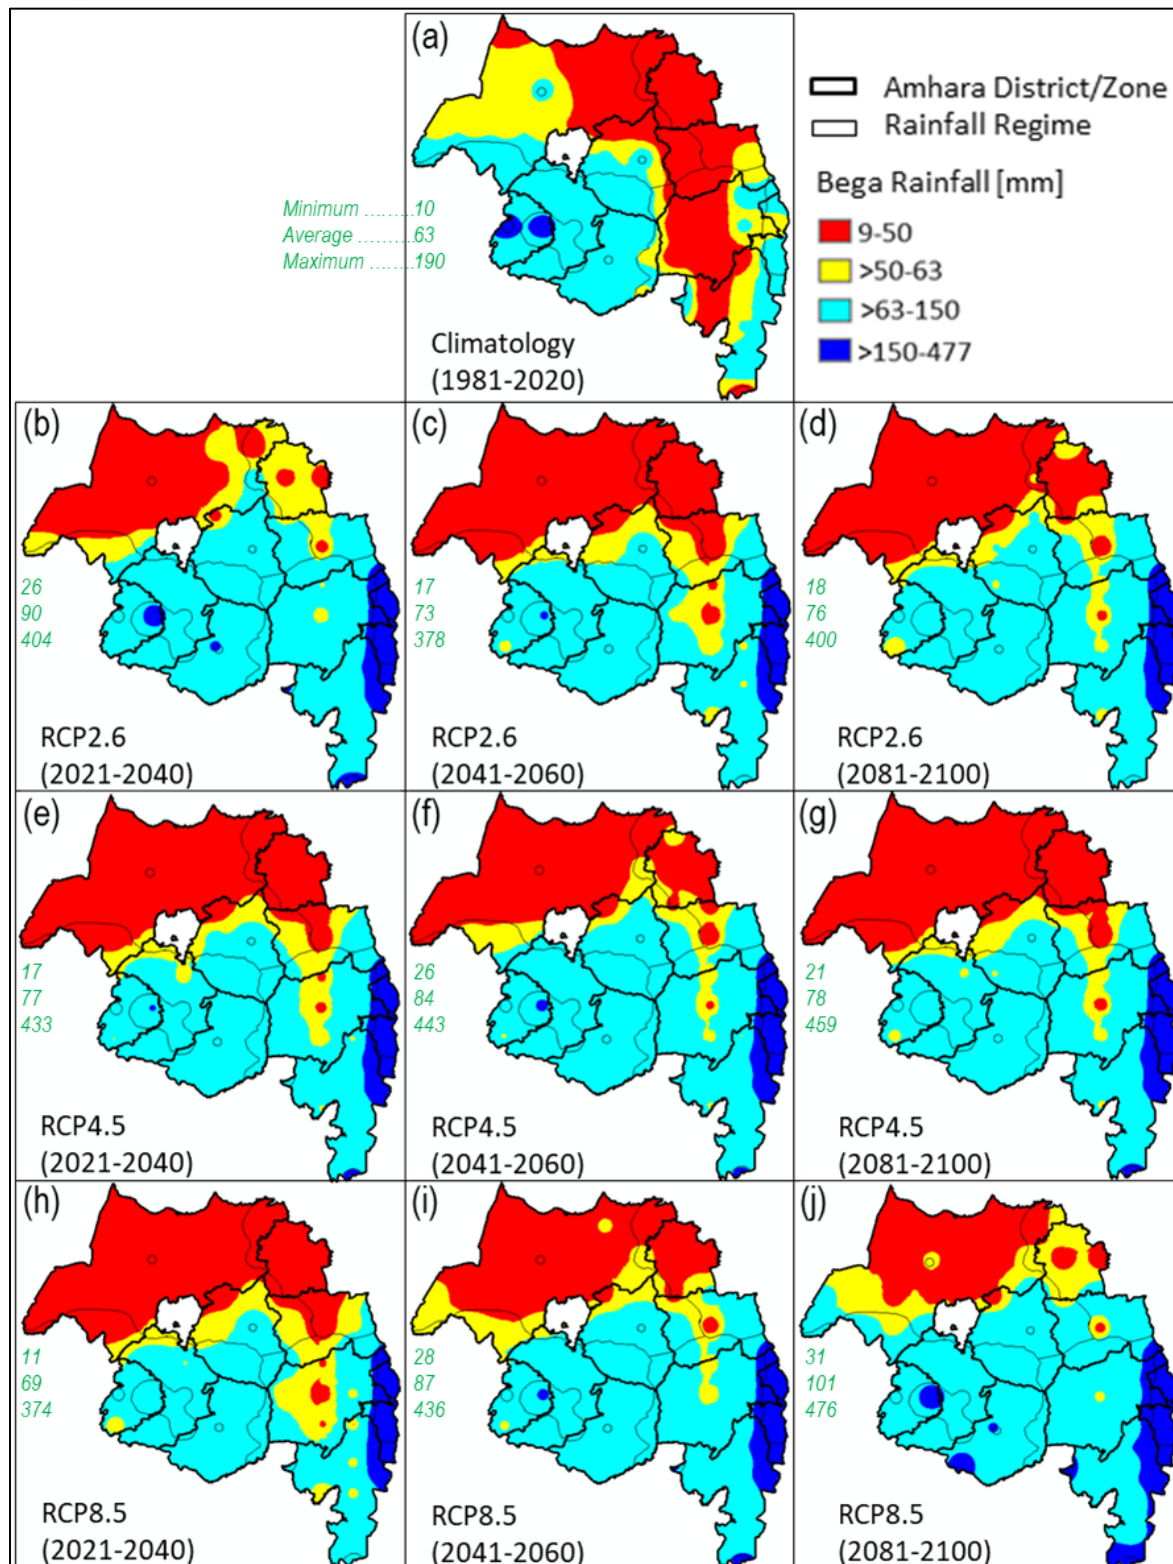 (a)
Amhara District/Zone
Rainfall Regime
Bega Rainfall [mm]
9-50
>50-63
>63-150
>150-477
Minimum ........10
Average ........63
Maximum .......190
Climatology
(1981-2020)
(b)
26
90
404
RCP2.6
(2021-2040)
(c)
17
73
378
RCP2.6
(2041-2060)
(d)
18
76
400
RCP2.6
(2081-2100)
(e)
17
77
433
RCP4.5
(2021-2040)
(f)
26
84
443
RCP4.5
(2041-2060)
(g)
21
78
459
RCP4.5
(2081-2100)
(h)
11
69
374
RCP8.5
(2021-2040)
(i)
28
87
436
RCP8.5
(2041-2060)
(j)
31
101
476
RCP8.5
(2081-2100)